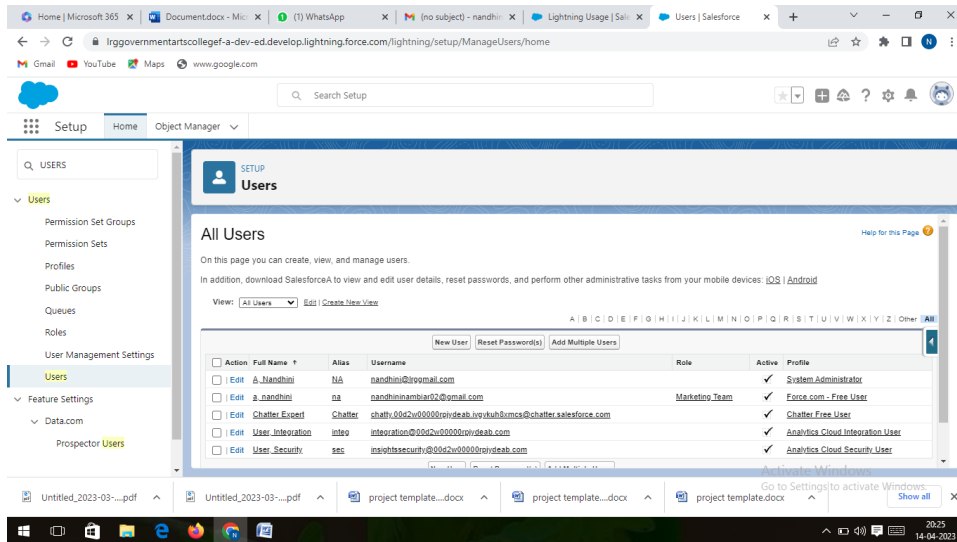 Home | Microsoft 365
Document.docx - Micr
(1) WhatsApp
(no subject) - nandhin
Lightning Usage | Sale
Users | Salesforce
lrggovernmentartscollegef-a-dev-ed.develop.lightning.force.com/lightning/setup/ManageUsers/home
N
Gmail YouTube Maps www.google.com
Search Setup
Setup Home Object Manager
USERS
Users
Permission Set Groups
Permission Sets
Profiles
Public Groups
Queues
Roles
User Management Settings
Users
Feature Settings
Data.com
Prospector Users
SETUP
Users
All Users
Help for this Page
On this page you can create, view, and manage users.
In addition, download SalesforceA to view and edit user details, reset passwords, and perform other administrative tasks from your mobile devices: iOS | Android
View: All Users Edit | Create New View
A | B | C | D | E | F | G | H | I | J | K | L | M | N | O | P | Q | R | S | T | U | V | W | X | Y | Z | Other All
New User Reset Password(s) Add Multiple Users
Action Full Name ↑ Alias Username Role Active Profile
| Edit A, Nandhini NA nandhini@lrggmail.com System Administrator
| Edit a, nandhini na nandhininambiar02@gmail.com Marketing Team Force.com - Free User
| Edit Chatter Expert Chatter chatty.00d2w00000rpiydeab.ivgykuh8xmcs@chatter.salesforce.com Chatter Free User
| Edit User, Integration integ integration@00d2w00000rpiydeab.com Analytics Cloud Integration User
| Edit User, Security sec insightssecurity@00d2w00000rpiydeab.com Analytics Cloud Security User
Activate Windows
Go to Settings to activate Windows.
Untitled_2023-03-....pdf
Untitled_2023-03-....pdf
project template....docx
project template....docx
project template.docx
Show all
20:25
14-04-2023